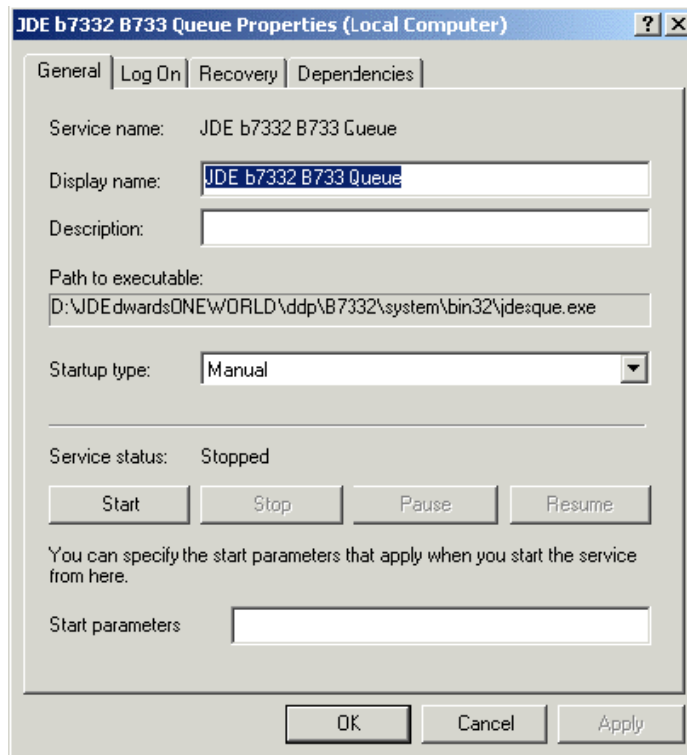 JDE b7332 B733 Queue Properties (Local Computer)
General Log On Recovery Dependencies
Service name: JDE b7332 B733 Queue
Display name: JDE b7332 B733 Queue
Description:
Path to executable:
D:\JDEdwardsONEWORLD\ddp\B7332\system\bin32\jdesque.exe
Startup type: Manual
Service status: Stopped
Start Stop Pause Resume
You can specify the start parameters that apply when you start the service
from here.
Start parameters
OK Cancel Apply